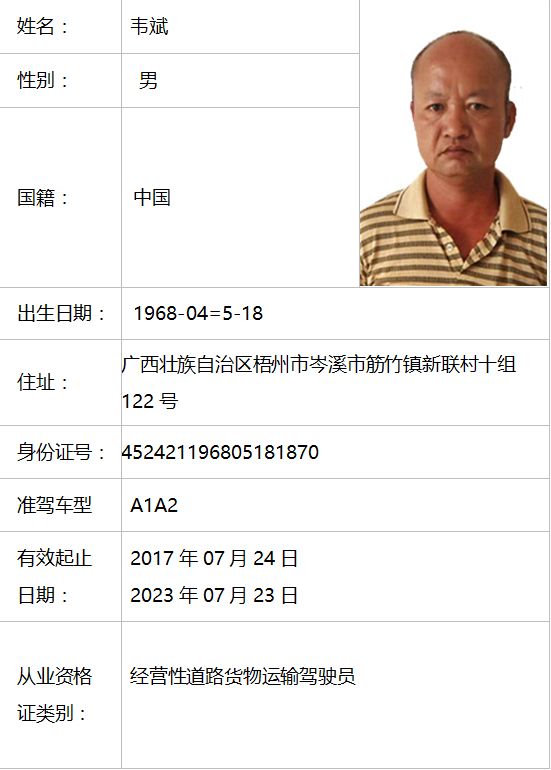 姓名： 韦斌
性别： 男
国籍： 中国
出生日期： 1968-04=5-18
住址： 广西壮族自治区梧州市岑溪市筋竹镇新联村十组
122 号
身份证号： 452421196805181870
准驾车型 A1A2
有效起止 2017 年 07 月 24 日
日期： 2023 年 07 月 23 日
从业资格 经营性道路货物运输驾驶员
证类别：